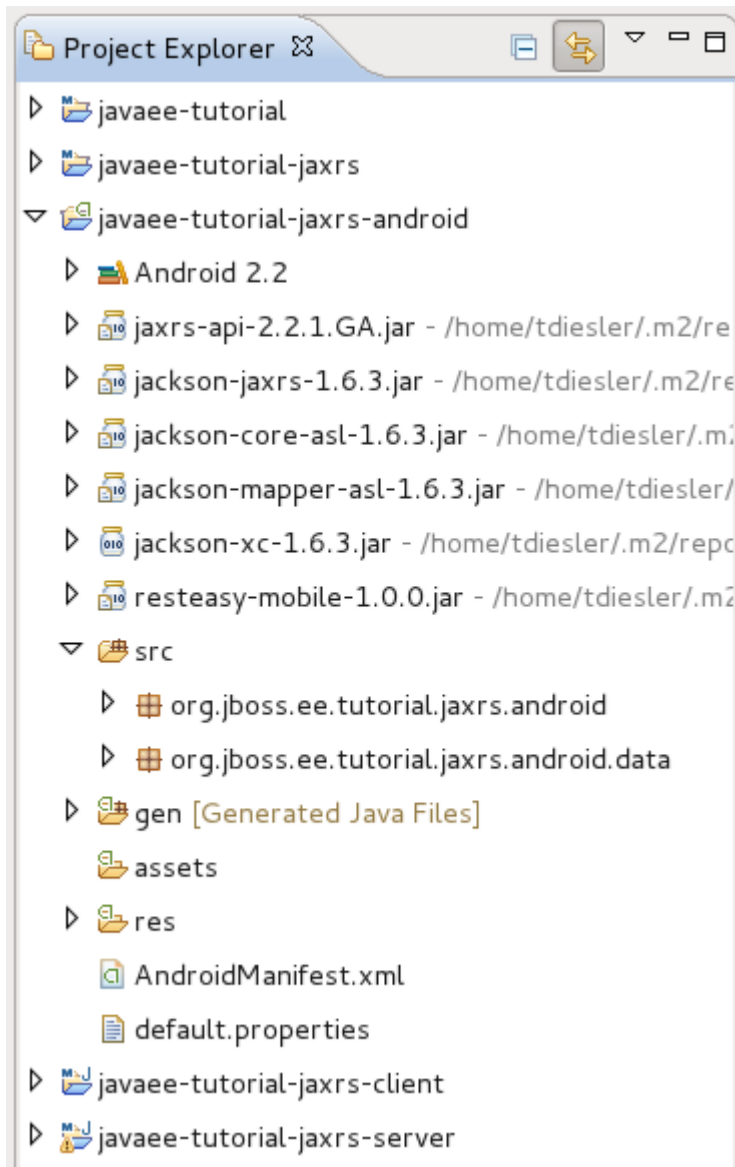 Project Explorer
javaee-tutorial
javaee-tutorial-jaxrs
javaee-tutorial-jaxrs-android
Android 2.2
jaxrs-api-2.2.1.GA.jar - /home/tdiesler/.m2/re
jackson-jaxrs-1.6.3.jar - /home/tdiesler/.m2/re
jackson-core-asl-1.6.3.jar - /home/tdiesler/.m2
jackson-mapper-asl-1.6.3.jar - /home/tdiesler/
jackson-xc-1.6.3.jar - /home/tdiesler/.m2/repo
resteasy-mobile-1.0.0.jar - /home/tdiesler/.m2
src
org.jboss.ee.tutorial.jaxrs.android
org.jboss.ee.tutorial.jaxrs.android.data
gen [Generated Java Files]
assets
res
AndroidManifest.xml
default.properties
javaee-tutorial-jaxrs-client
javaee-tutorial-jaxrs-server